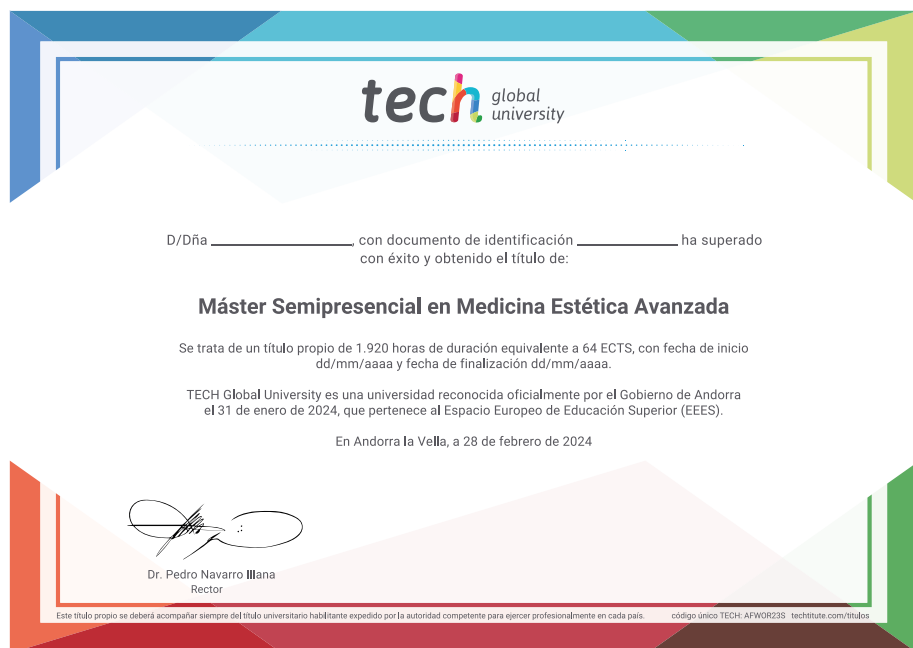 tech global university
D/Dña ____________, con documento de identificación ____________ ha superado
con éxito y obtenido el título de:
Máster Semipresencial en Medicina Estética Avanzada
Se trata de un título propio de 1.920 horas de duración equivalente a 64 ECTS, con fecha de inicio
dd/mm/aaaa y fecha de finalización dd/mm/aaaa.
TECH Global University es una universidad reconocida oficialmente por el Gobierno de Andorra
el 31 de enero de 2024, que pertenece al Espacio Europeo de Educación Superior (EEES).
En Andorra la Vella, a 28 de febrero de 2024
Dr. Pedro Navarro Illana
Rector
Este título propio se deberá acompañar siempre del título universitario habilitante expedido por la autoridad competente para ejercer profesionalmente en cada país. código único TECH: AFWOR23S techtitute.com/titulos